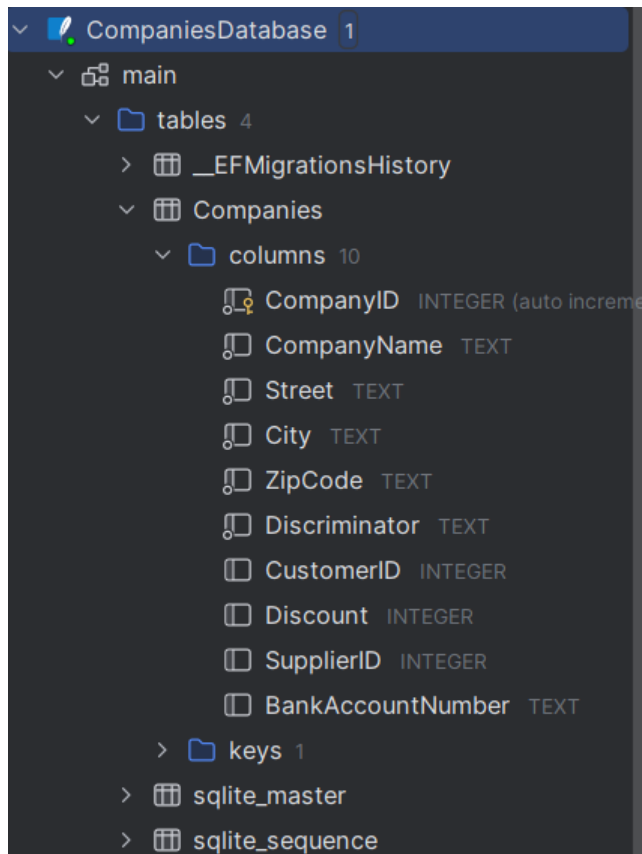 CompaniesDatabase 1
main
tables 4
__EFMigrationsHistory
Companies
columns 10
CompanyID INTEGER (auto increme
CompanyName TEXT
Street TEXT
City TEXT
ZipCode TEXT
Discriminator TEXT
CustomerID INTEGER
Discount INTEGER
SupplierID INTEGER
BankAccountNumber TEXT
keys 1
sqlite_master
sqlite_sequence